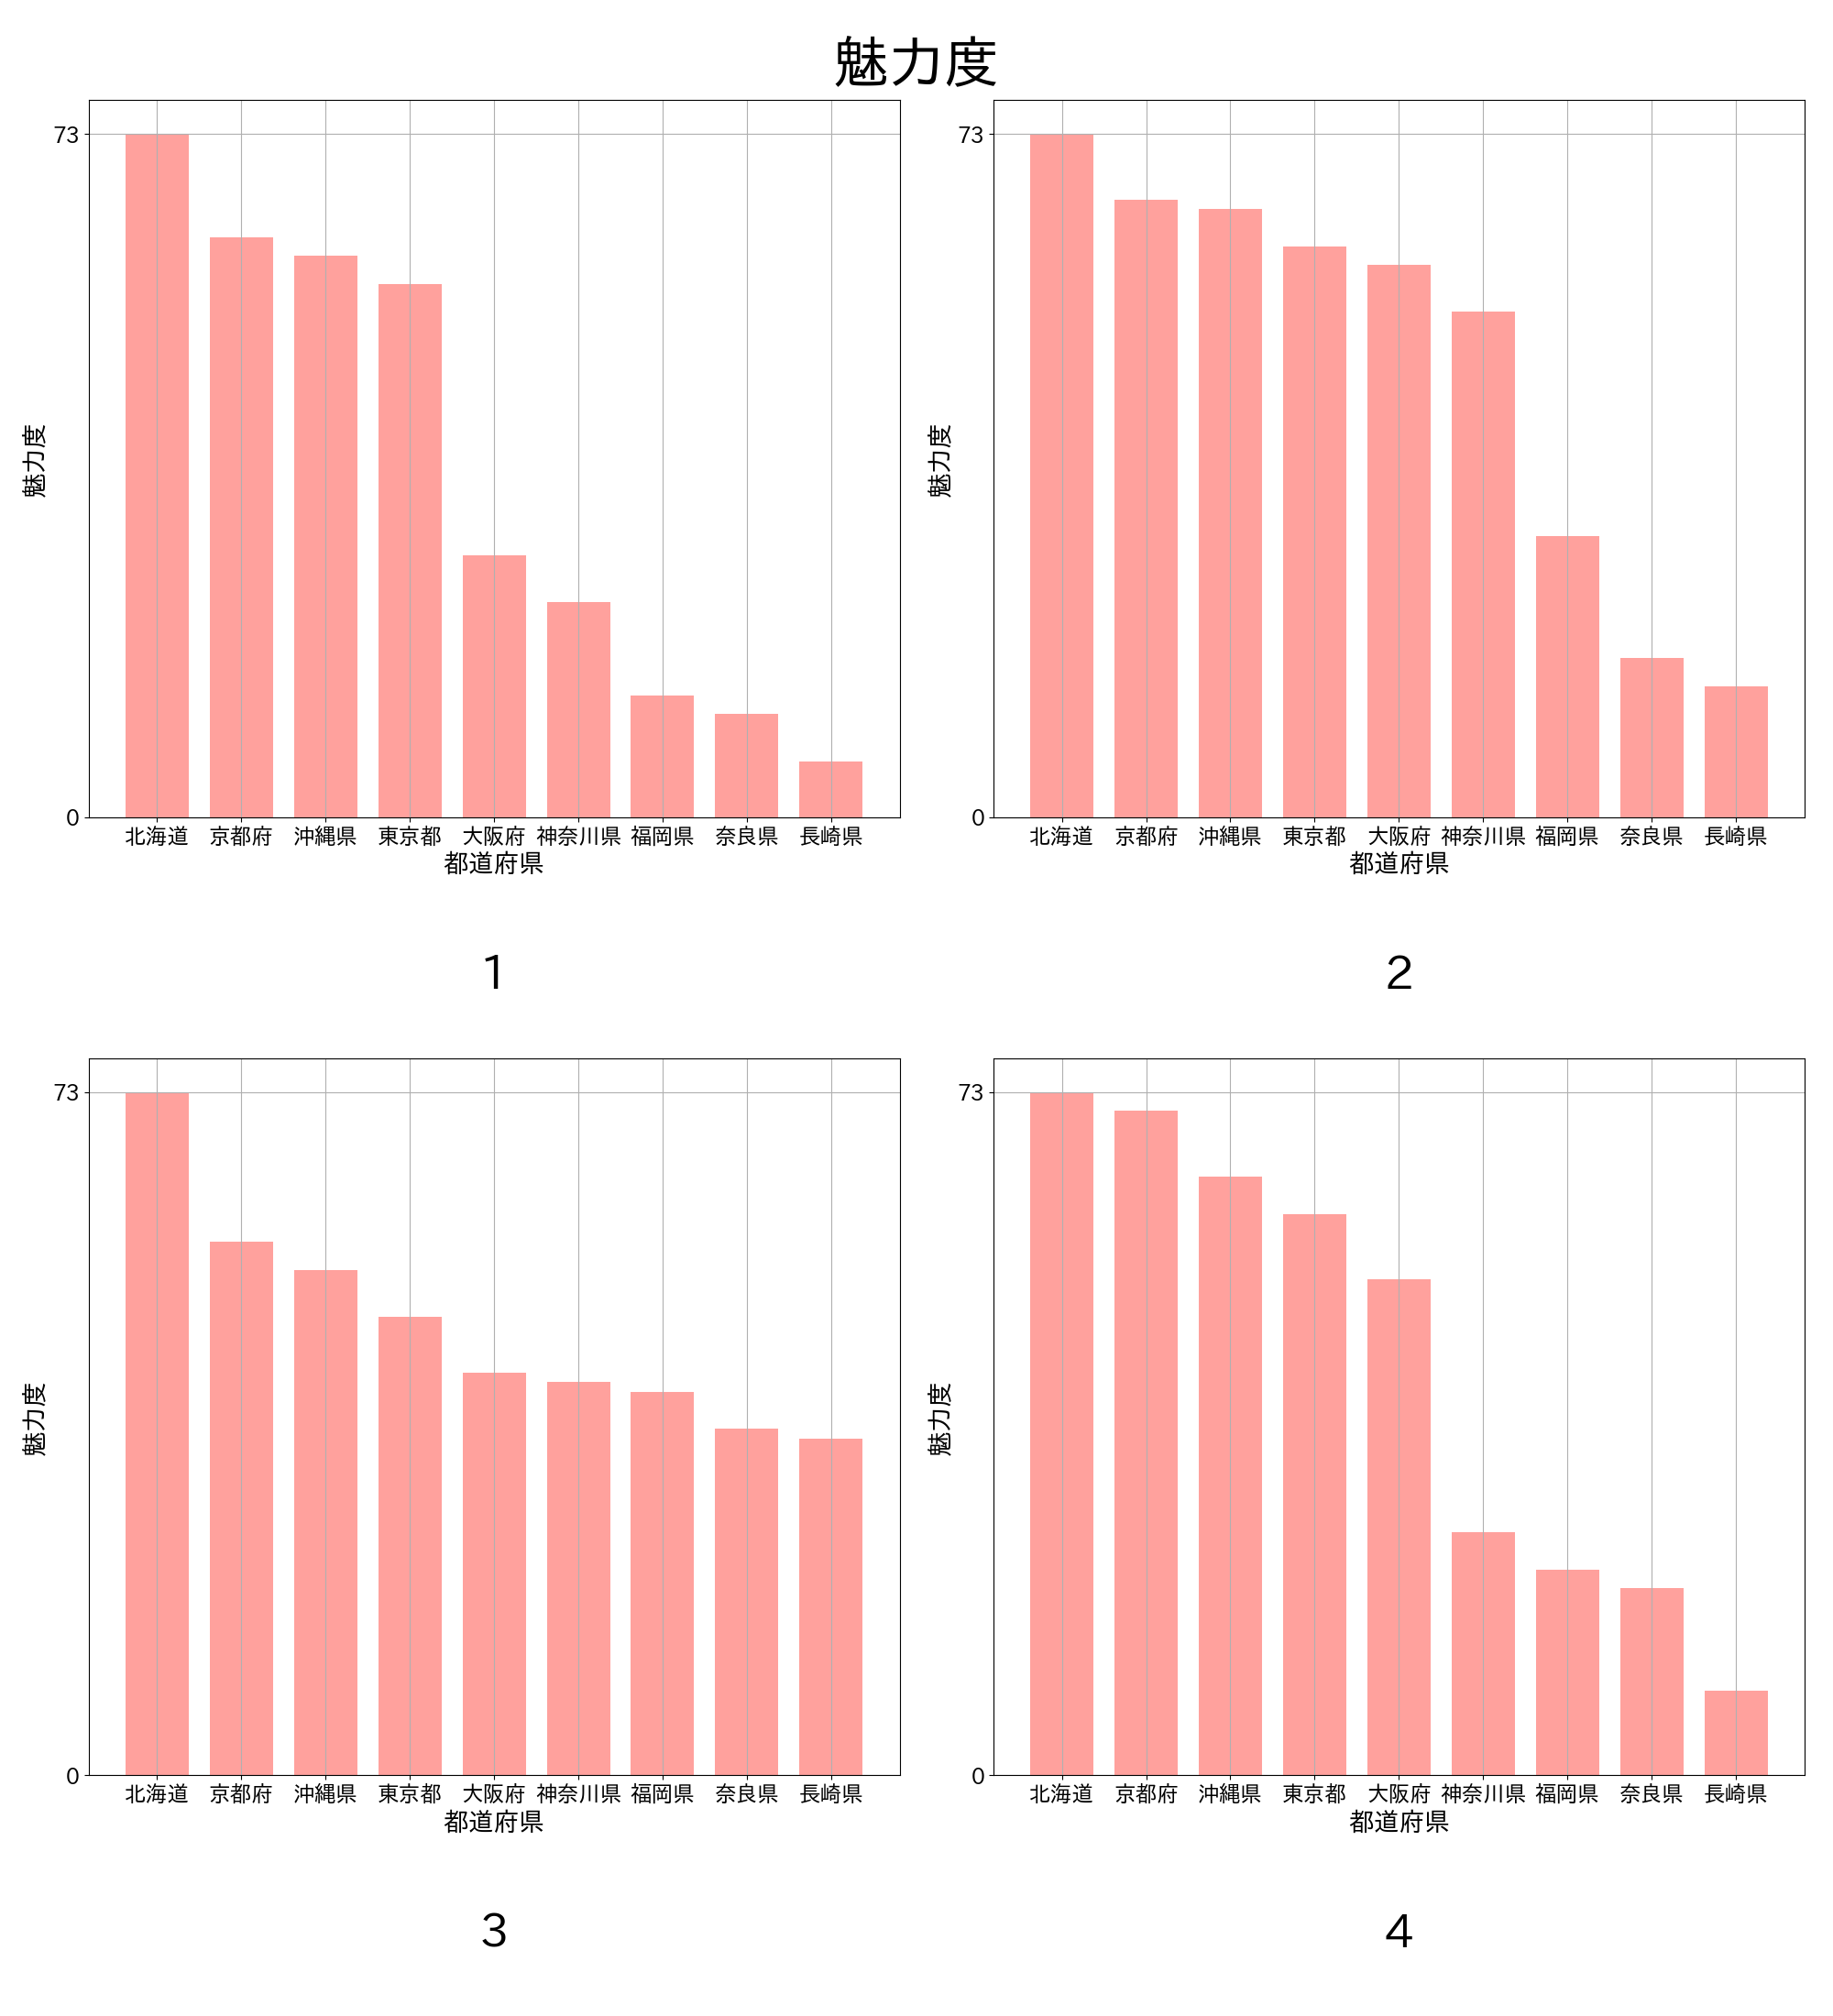 魅力度
73
0
魅力度
北海道 京都府 沖縄県 東京都 大阪府 神奈川県 福岡県 奈良県 長崎県
都道府県
1
73
0
魅力度
北海道 京都府 沖縄県 東京都 大阪府 神奈川県 福岡県 奈良県 長崎県
都道府県
2
73
0
魅力度
北海道 京都府 沖縄県 東京都 大阪府 神奈川県 福岡県 奈良県 長崎県
都道府県
3
73
0
魅力度
北海道 京都府 沖縄県 東京都 大阪府 神奈川県 福岡県 奈良県 長崎県
都道府県
4